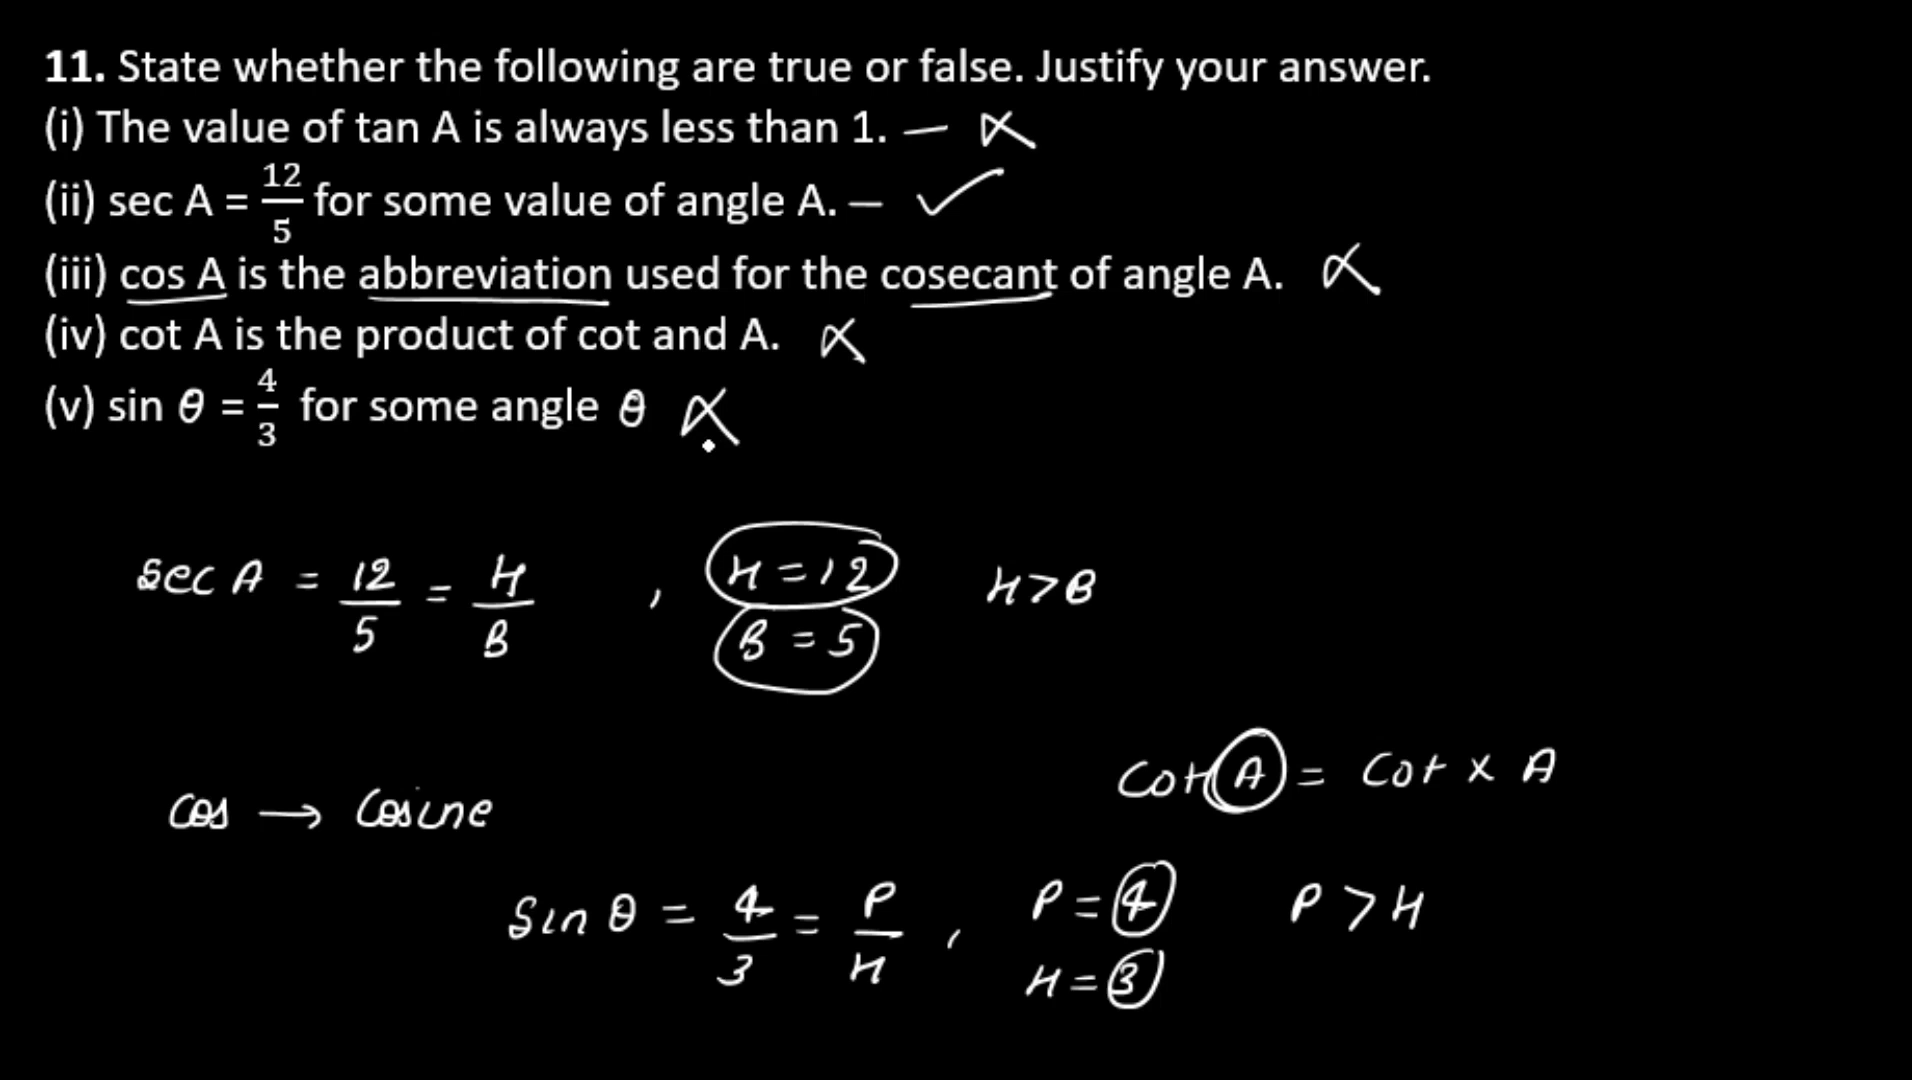 11. State whether the following are true or false. Justify your answer.
(i) The value of tan A is always less than 1. –
(ii) sec A = 12/5 for some value of angle A. – ✓
(iii) cos A is the abbreviation used for the cosecant of angle A.
(iv) cot A is the product of cot and A.
(v) sin θ = 4/3 for some angle θ
sec A = 12/5 = H/B , H = 12 H > B
B = 5
cot A = cot × A
cos → cosine
sin θ = 4/3 = P/H , P = 4 P > H
H = 3